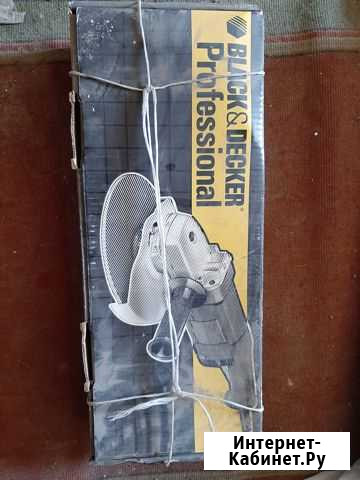 BLACK&DECKER®
Professional
Интернет-
Кабинет.Ру